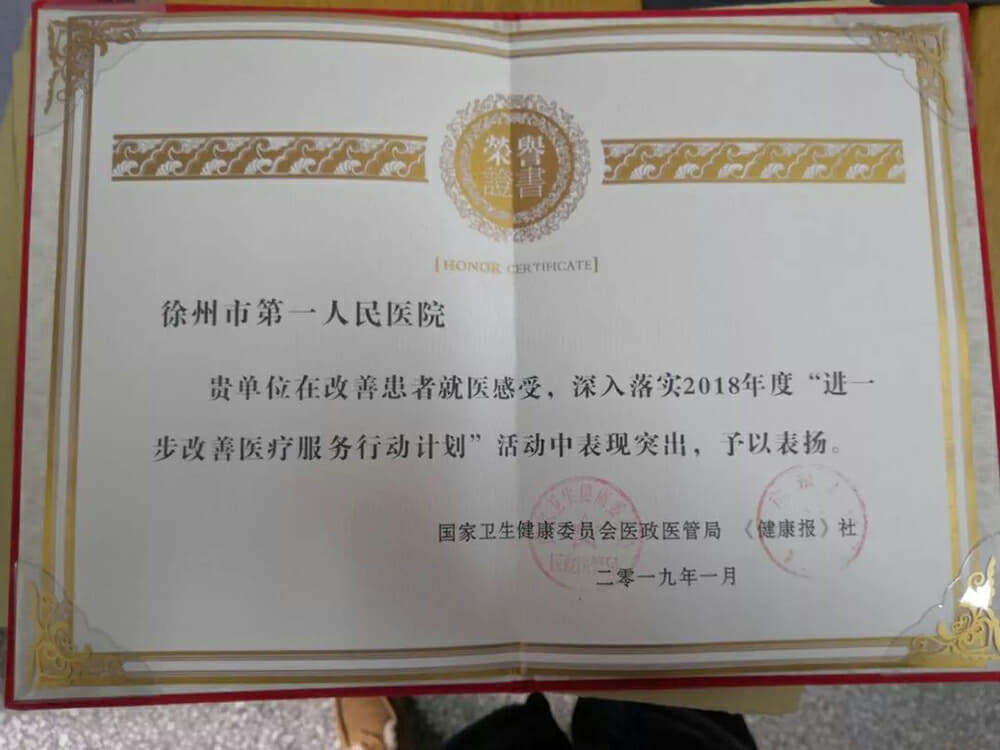 榮譽
證書
[HONOR CERTIFICATE]
徐州市第一人民医院
贵单位在改善患者就医感受，深入落实2018年度“进一
步改善医疗服务行动计划”活动中表现突出，予以表扬。
国家卫生健康委员会医政医管局 《健康报》社
二零一九年一月